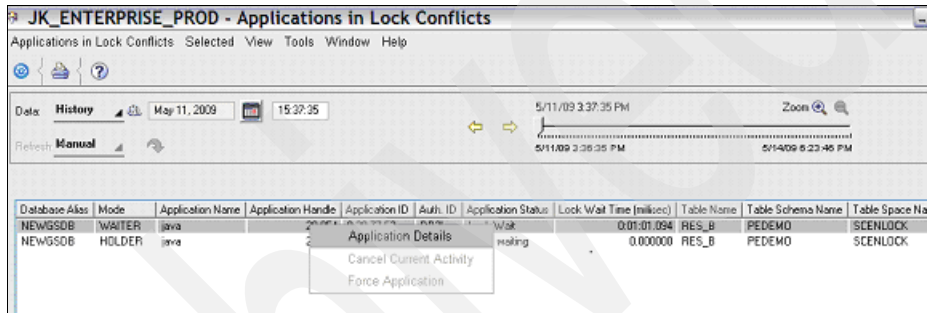 JK_ENTERPRISE_PROD - Applications in Lock Conflicts
Applications in Lock Conflicts Selected View Tools Window Help
Data: History May 11, 2009 15:37:35 5/11/09 3:37:35 PM Zoom
Refresh: Manual 5/11/09 3:36:35 PM 5/14/09 6:23:46 PM
Database Alias Mode Application Name Application Handle Application ID Auth. ID Application Status Lock Wait Time (milisec) Table Name Table Schema Name Table Space Na
NEWGSDB WAITER java Wait 0:01:01.094 RES_B PEDEMO SCENLOCK
NEWGSDB HOLDER java 2 waiting 0.000000 RES_B PEDEMO SCENLOCK
Application Details
Cancel Current Activity
Force Application